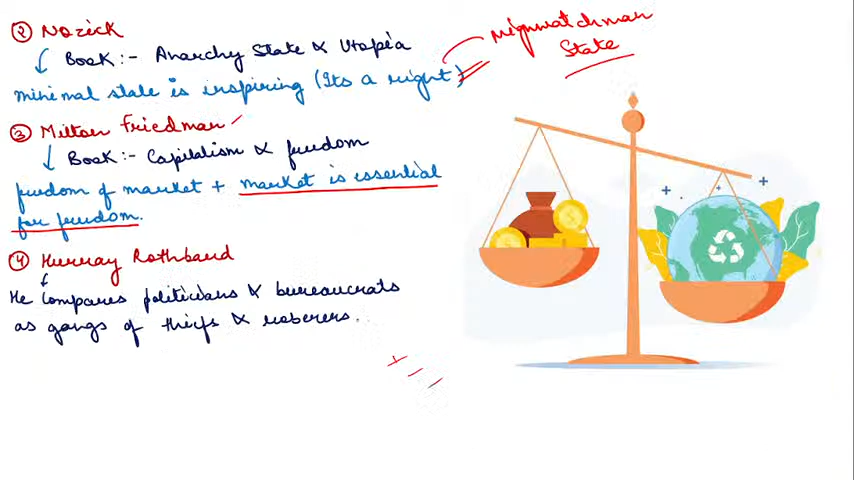 ② Nozick
Book:- Anarchy State & Utopia
minimal state is inspiring (Its a right)
nightwatchman
State
③ Milton Friedman
Book:- Capitalism & freedom
freedom of market + market is essential
for freedom.
④ Murray Rothbard
He compares politicians & bureaucrats
as gangs of thiefs & roberers.